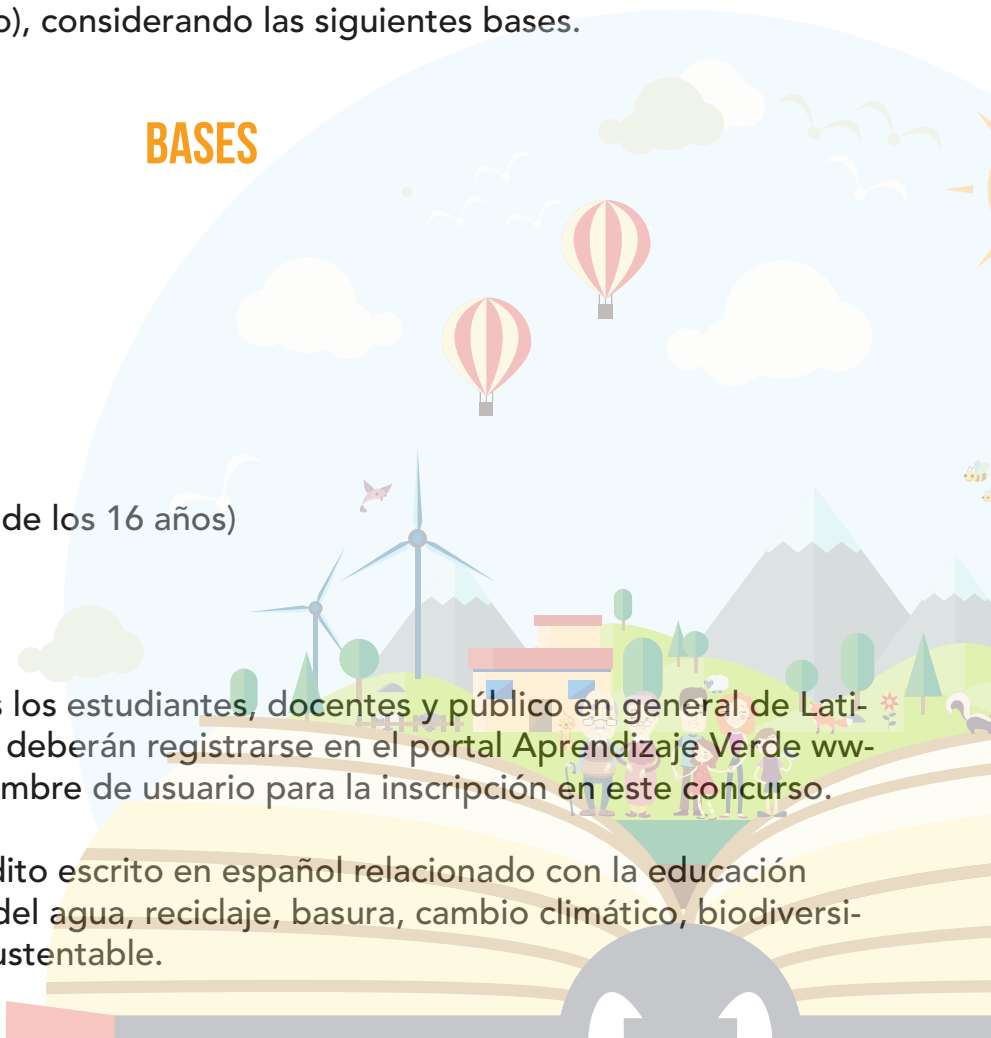 o), considerando las siguientes bases.
BASES
de los 16 años)
s los estudiantes, docentes y público en general de Lati-
deberán registrarse en el portal Aprendizaje Verde ww-
mbre de usuario para la inscripción en este concurso.
dito escrito en español relacionado con la educación
del agua, reciclaje, basura, cambio climático, biodiversi-
ustentable.